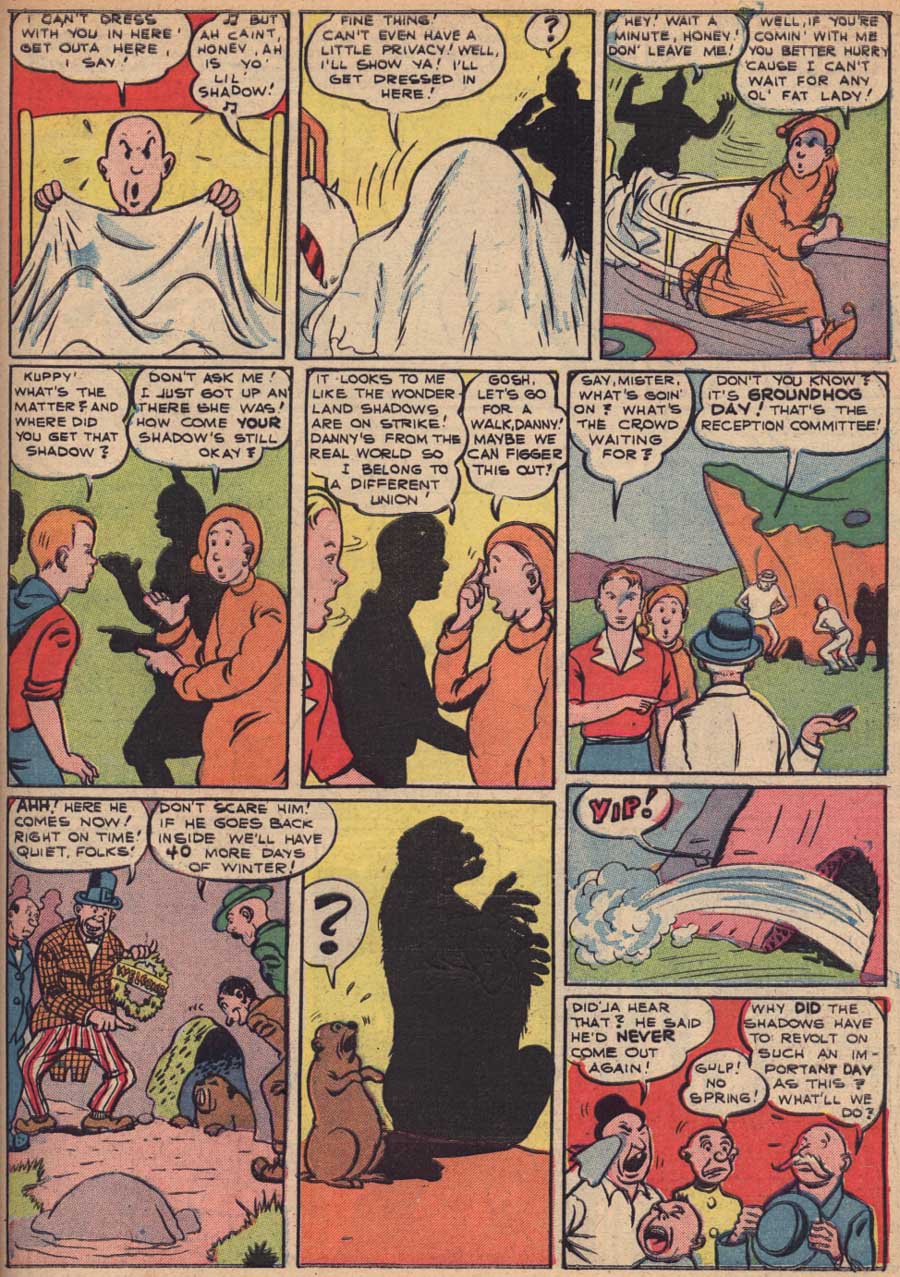 I CAN'T DRESS
WITH YOU IN HERE!
GET OUTA HERE,
I SAY!
♫ BUT
AH CAINT,
HONEY, AH
IS YO'
LIL'
SHADOW!
♫
FINE THING!
CAN'T EVEN HAVE A
LITTLE PRIVACY! WELL,
I'LL SHOW YA! I'LL
GET DRESSED IN
HERE!
?
HEY! WAIT A
MINUTE, HONEY!
DON' LEAVE ME!
WELL, IF YOU'RE
COMIN' WITH ME
YOU BETTER HURRY
'CAUSE I CAN'T
WAIT FOR ANY
OL' FAT LADY!
KUPPY!
WHAT'S THE
MATTER? AND
WHERE DID
YOU GET THAT
SHADOW?
DON'T ASK ME!
I JUST GOT UP AN'
THERE SHE WAS!
HOW COME YOUR
SHADOW'S STILL
OKAY?
IT LOOKS TO ME
LIKE THE WONDER-
LAND SHADOWS
ARE ON STRIKE!
DANNY'S FROM THE
REAL WORLD SO
I BELONG TO
A DIFFERENT
UNION!
GOSH,
LET'S GO
FOR A
WALK, DANNY!
MAYBE WE
CAN FIGGER
THIS OUT!
SAY, MISTER,
WHAT'S GOIN'
ON? WHAT'S
THE CROWD
WAITING
FOR?
DON'T YOU KNOW?
IT'S GROUNDHOG
DAY! THAT'S THE
RECEPTION COMMITTEE!
AHH! HERE HE
COMES NOW!
RIGHT ON TIME!
QUIET, FOLKS!
DON'T SCARE HIM!
IF HE GOES BACK
INSIDE WE'LL HAVE
40 MORE DAYS
OF WINTER!
WELCOME
?
YIP!
DID'JA HEAR
THAT? HE SAID
HE'D NEVER
COME OUT
AGAIN!
GULP!
NO
SPRING!
WHY DID THE
SHADOWS HAVE
TO REVOLT ON
SUCH AN IM-
PORTANT DAY
AS THIS?
WHAT'LL WE
DO?